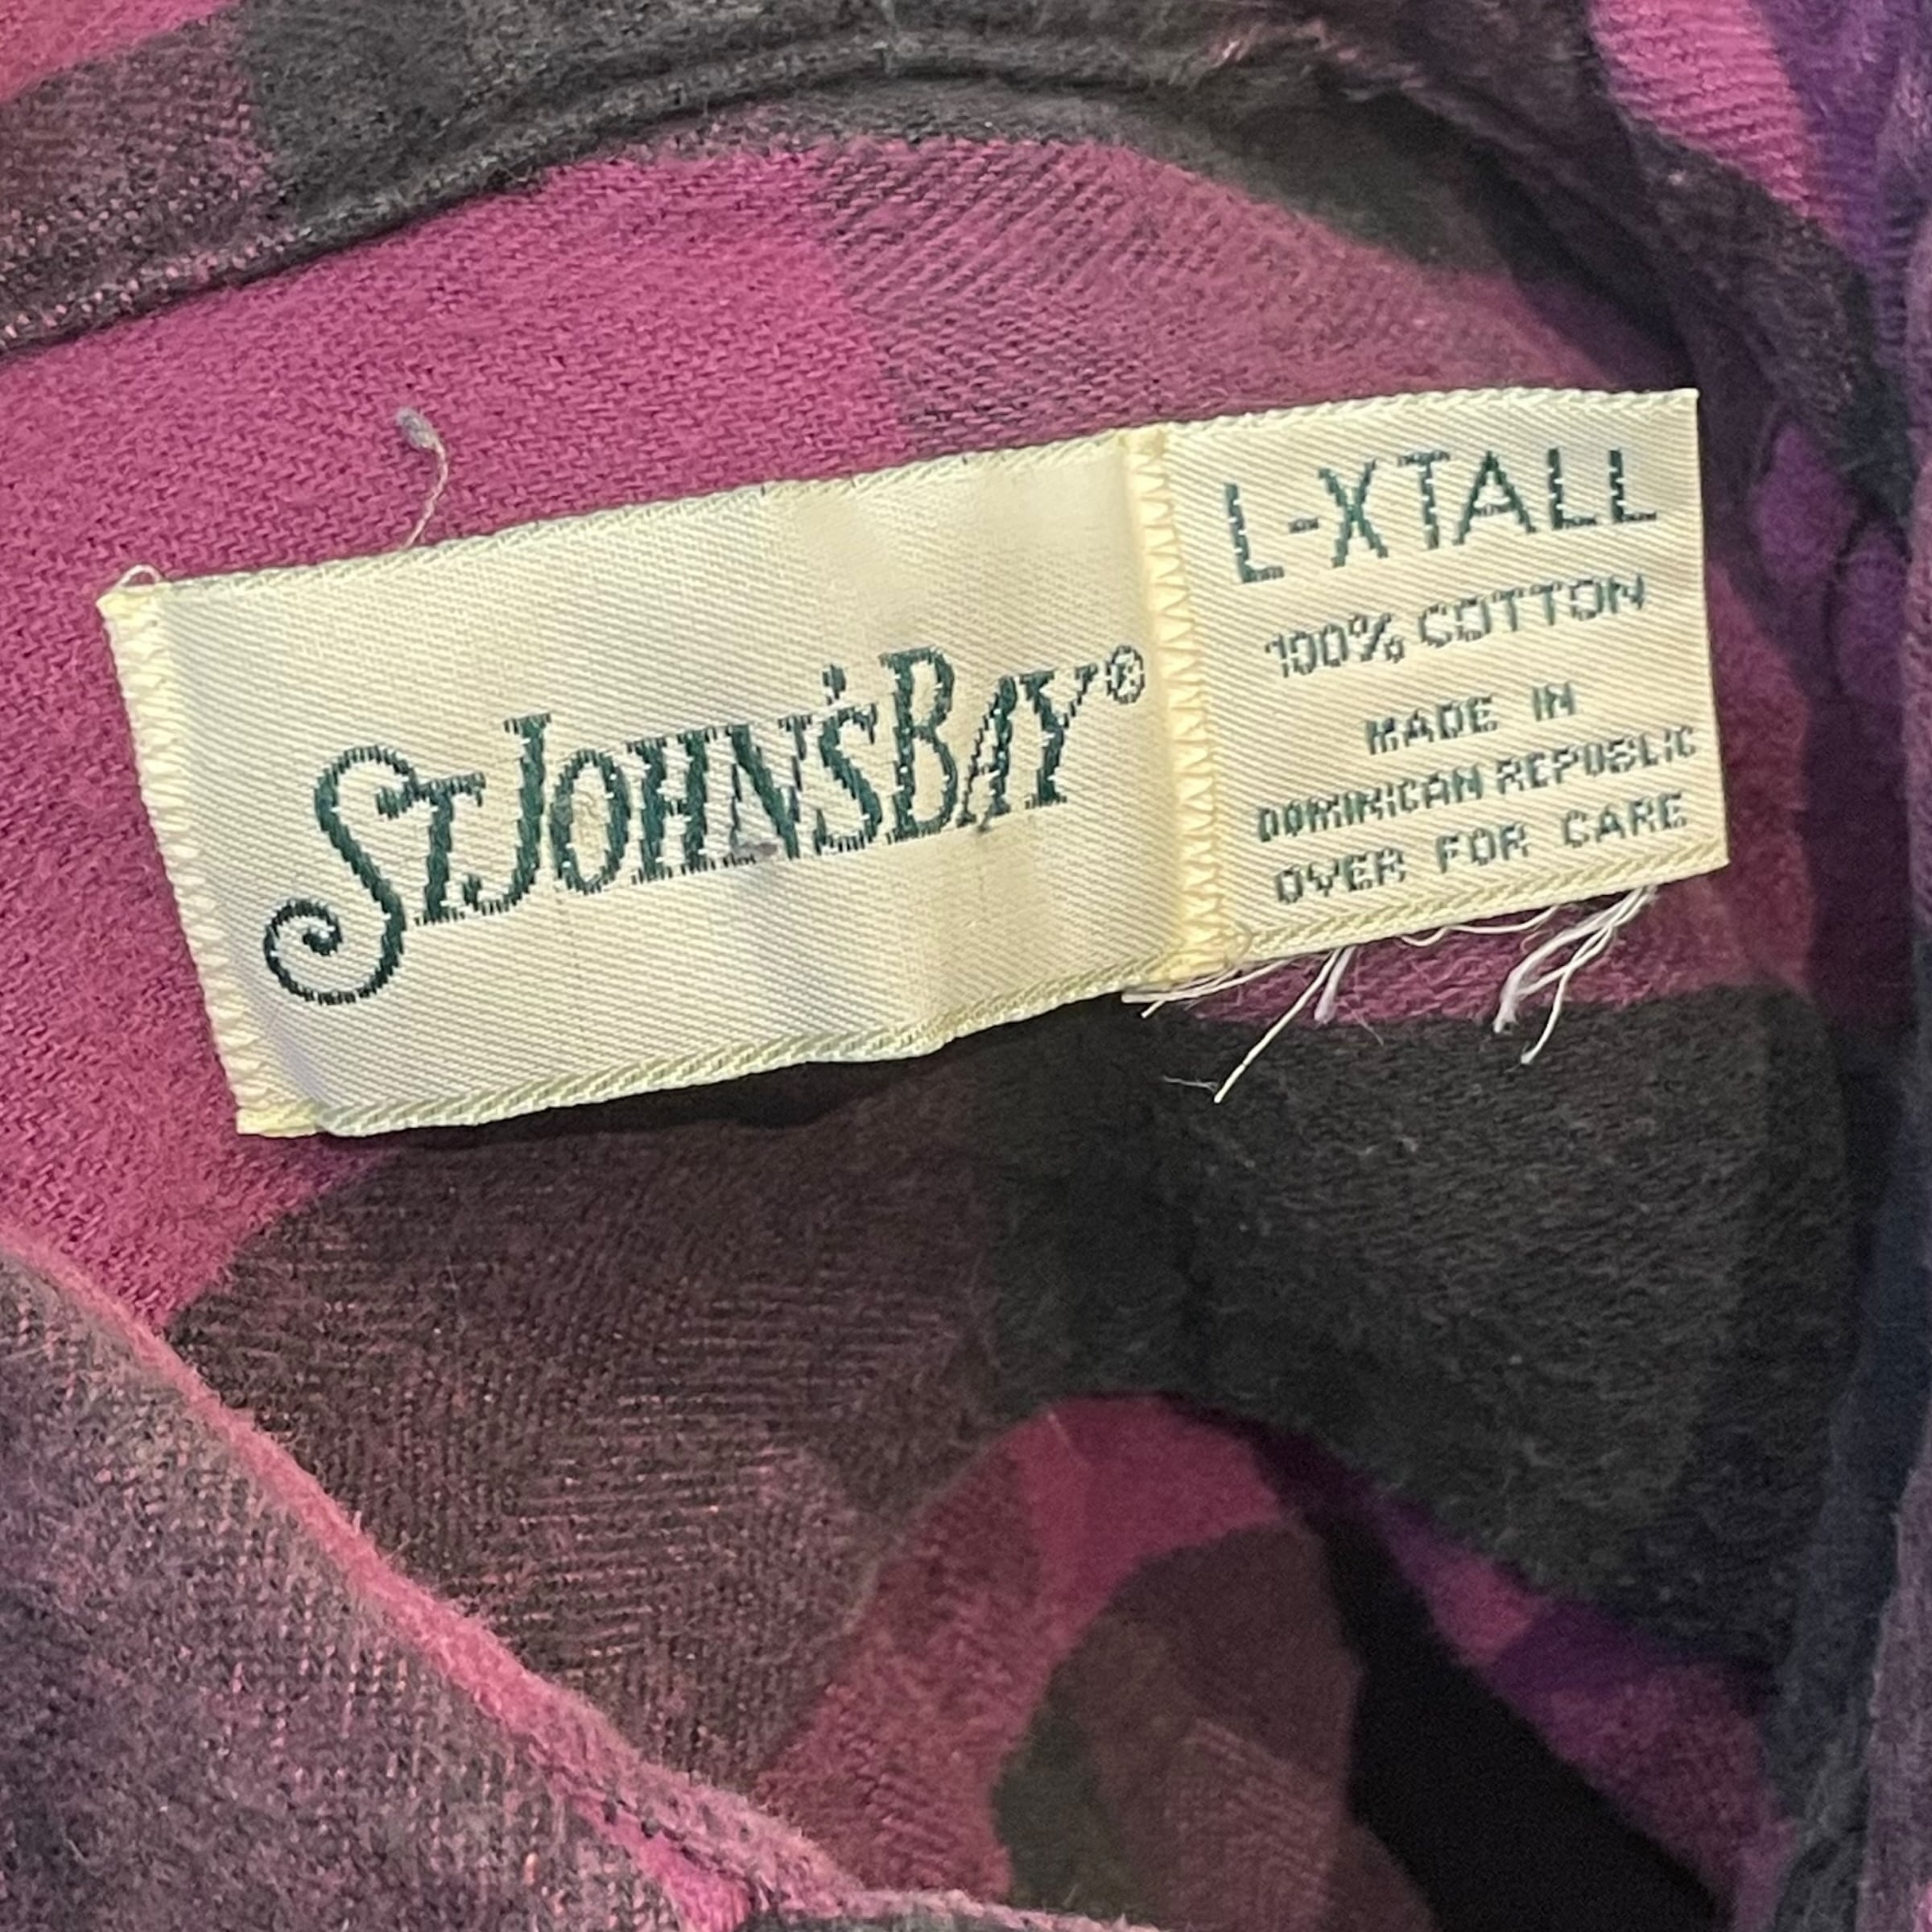 ST. JOHN'S BAY®
L-XTALL
100% COTTON
MADE IN
DOMINICAN REPUBLIC
OVER FOR CARE